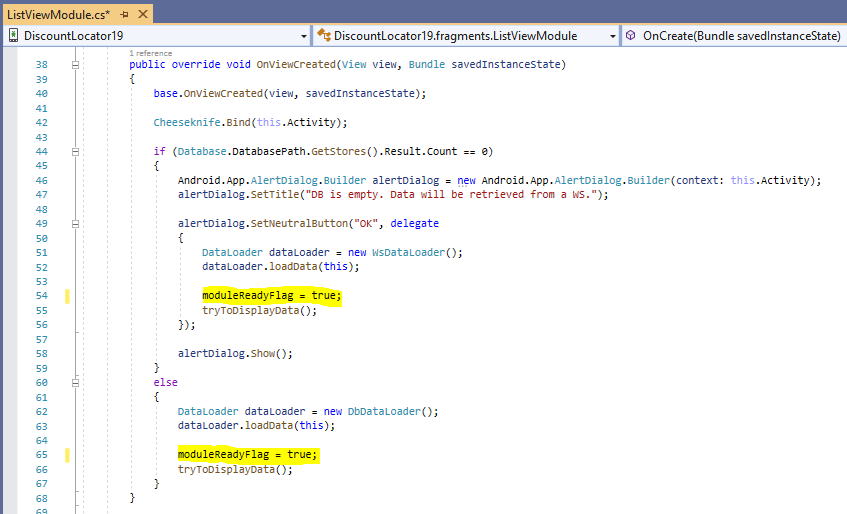 ListViewModule.cs*
DiscountLocator19 DiscountLocator19.fragments.ListViewModule OnCreate(Bundle savedInstanceState)
1 reference
38 public override void OnViewCreated(View view, Bundle savedInstanceState)
39 {
40 base.OnViewCreated(view, savedInstanceState);
41
42 Cheeseknife.Bind(this.Activity);
43
44 if (Database.DatabasePath.GetStores().Result.Count == 0)
45 {
46 Android.App.AlertDialog.Builder alertDialog = new Android.App.AlertDialog.Builder(context: this.Activity);
47 alertDialog.SetTitle("DB is empty. Data will be retrieved from a WS.");
48
49 alertDialog.SetNeutralButton("OK", delegate
50 {
51 DataLoader dataLoader = new WsDataLoader();
52 dataLoader.loadData(this);
53
54 moduleReadyFlag = true;
55 tryToDisplayData();
56 });
57
58 alertDialog.Show();
59 }
60 else
61 {
62 DataLoader dataLoader = new DbDataLoader();
63 dataLoader.loadData(this);
64
65 moduleReadyFlag = true;
66 tryToDisplayData();
67 }
68 }
69